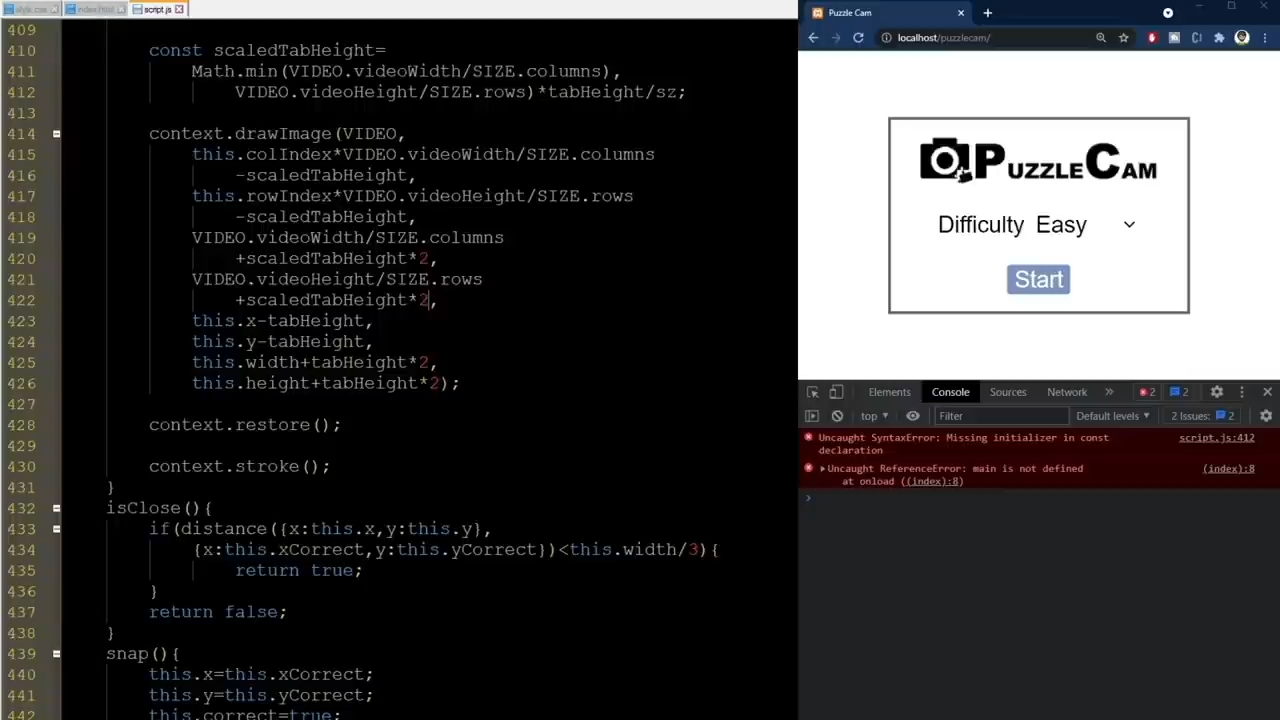 style.css
index.html
script.js
409
410 const scaledTabHeight=
411 Math.min(VIDEO.videoWidth/SIZE.columns),
412 VIDEO.videoHeight/SIZE.rows)*tabHeight/sz;
413
414 context.drawImage(VIDEO,
415 this.colIndex*VIDEO.videoWidth/SIZE.columns
416 -scaledTabHeight,
417 this.rowIndex*VIDEO.videoHeight/SIZE.rows
418 -scaledTabHeight,
419 VIDEO.videoWidth/SIZE.columns
420 +scaledTabHeight*2,
421 VIDEO.videoHeight/SIZE.rows
422 +scaledTabHeight*2,
423 this.x-tabHeight,
424 this.y-tabHeight,
425 this.width+tabHeight*2,
426 this.height+tabHeight*2);
427
428 context.restore();
429
430 context.stroke();
431 }
432 isClose(){
433 if(distance({x:this.x,y:this.y},
434 {x:this.xCorrect,y:this.yCorrect})<this.width/3){
435 return true;
436 }
437 return false;
438 }
439 snap(){
440 this.x=this.xCorrect;
441 this.y=this.yCorrect;
442 this.correct=true;
Puzzle Cam
localhost/puzzlecam/
PuzzleCam
Difficulty Easy
Start
Elements Console Sources Network » 2 2
top Filter Default levels 2 Issues: 2
Uncaught SyntaxError: Missing initializer in const declaration script.js:412
Uncaught ReferenceError: main is not defined (index):8
at onload ((index):8)